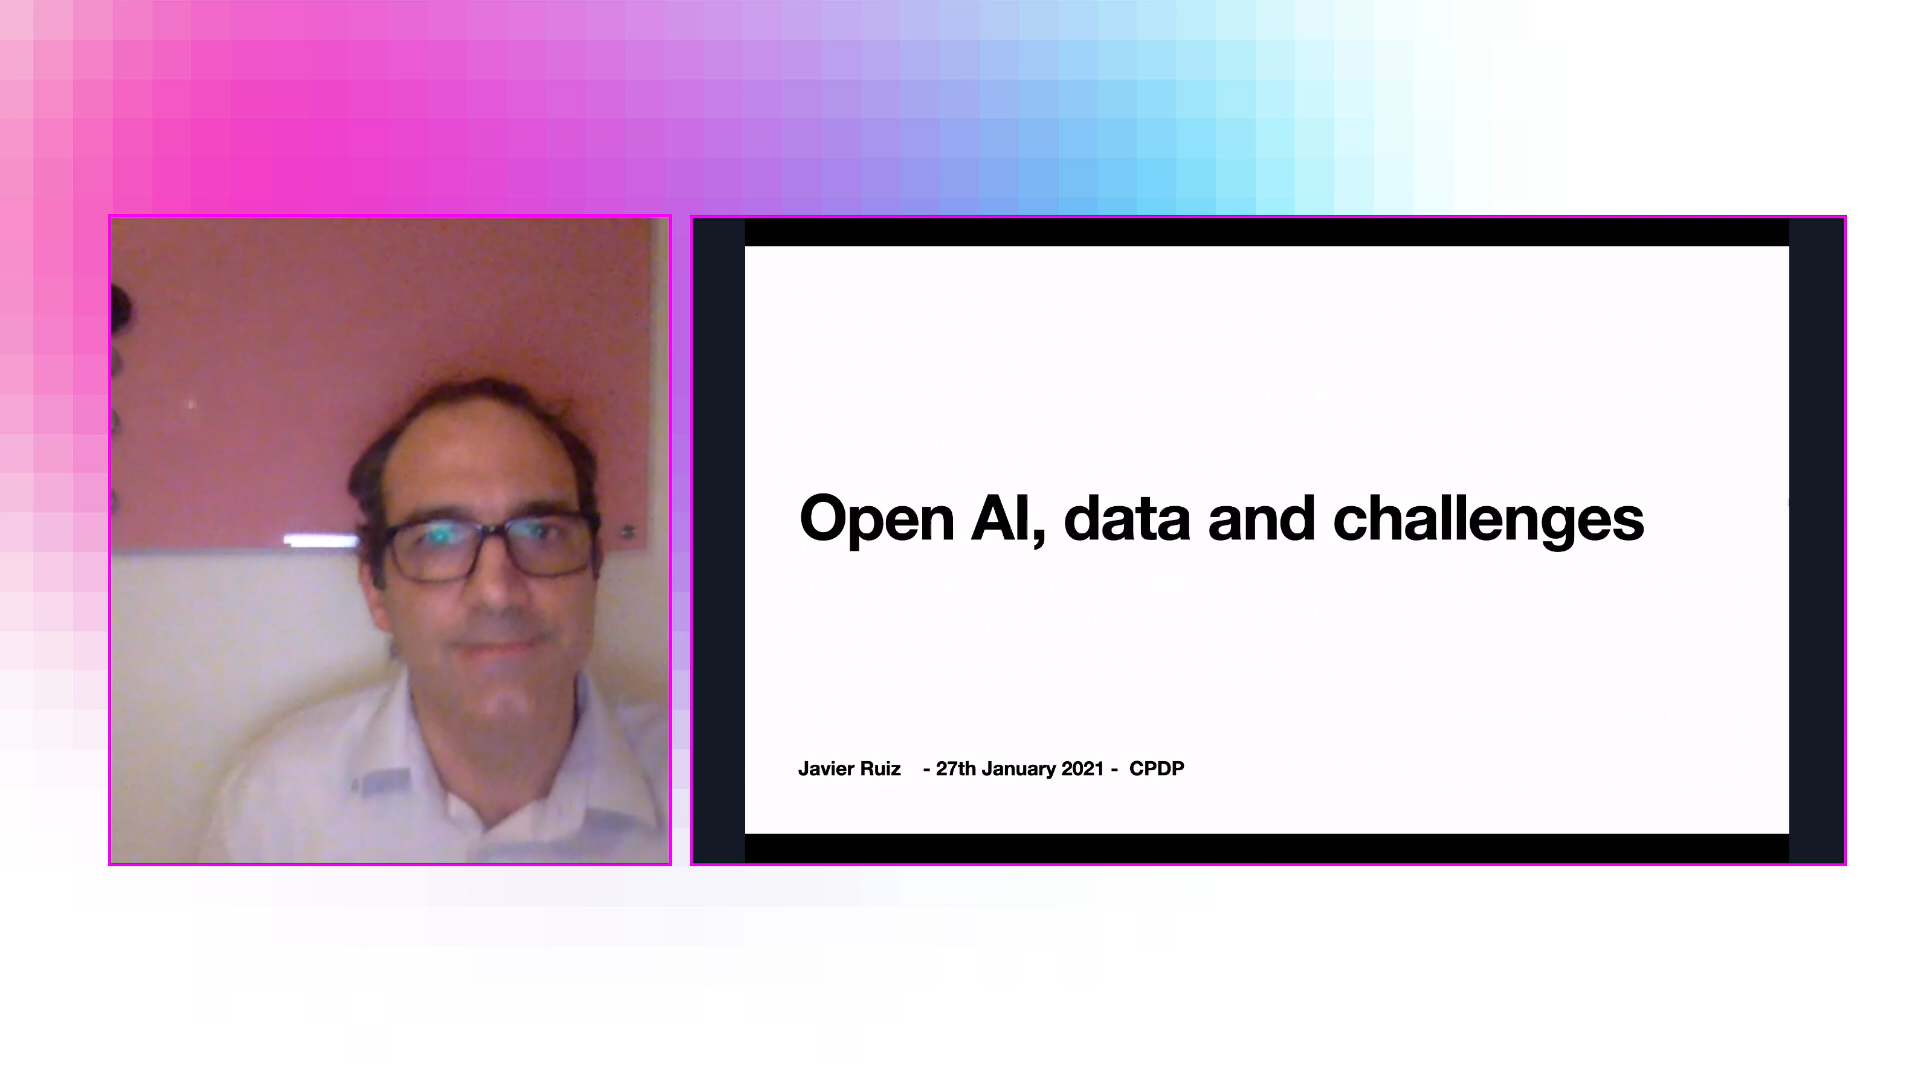 Open AI, data and challenges
Javier Ruiz - 27th January 2021 - CPDP